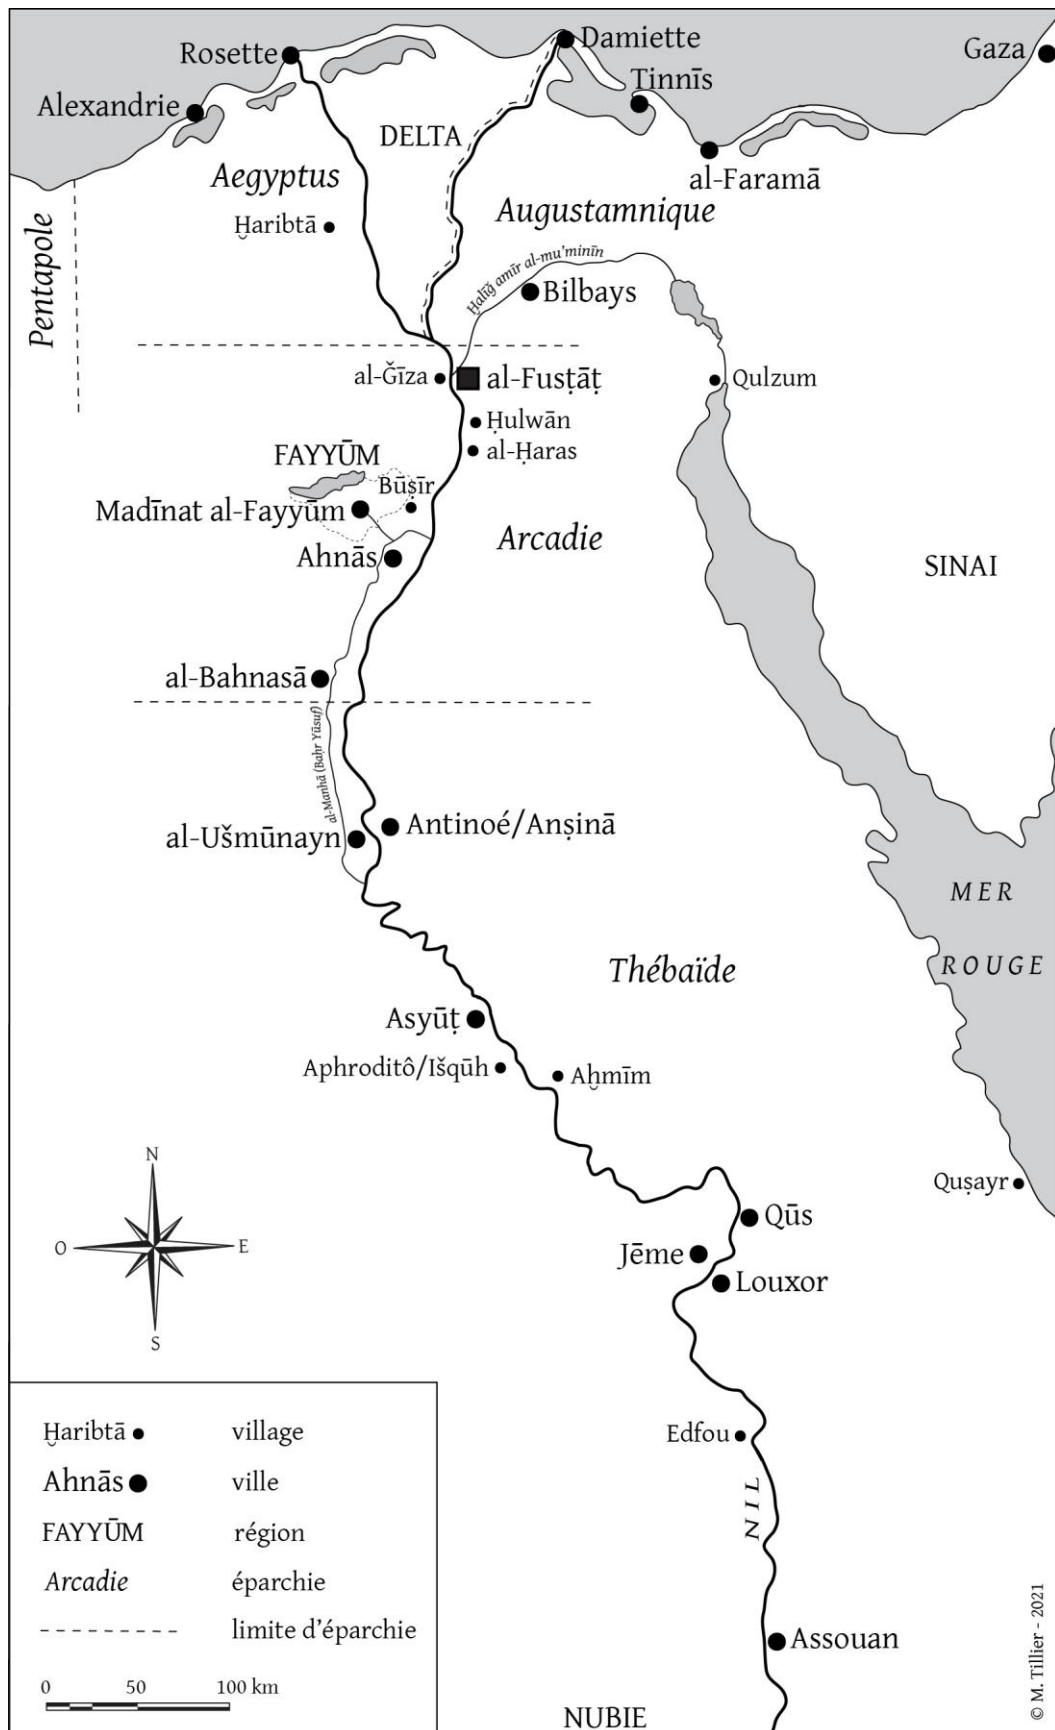 Rosette
Damiette
Gaza
Alexandrie
Tinnīs
DELTA
Aegyptus
al-Faramā
Augustamnique
Ḫaribtā
Pentapole
Ḫalīǧ amīr al-mu’minīn
Bilbays
al-Ǧīza
al-Fusṭāṭ
Qulzum
Ḥulwān
al-Ḥaras
FAYYŪM
Būṣīr
Madīnat al-Fayyūm
Arcadie
Ahnās
SINAI
al-Bahnasā
al-Manhā (Baḥr Yūsuf)
Antinoé/Anṣinā
al-Ušmūnayn
MER
ROUGE
Thébaïde
Asyūṭ
Aphroditô/Išqūh
Aḫmīm
N
O
E
S
Quṣayr
Qūs
Jēme
Louxor
Edfou
NIL
Assouan
NUBIE
Ḫaribtā village
Ahnās ville
FAYYŪM région
Arcadie éparchie
limite d’éparchie
0 50 100 km
© M. Tillier - 2021